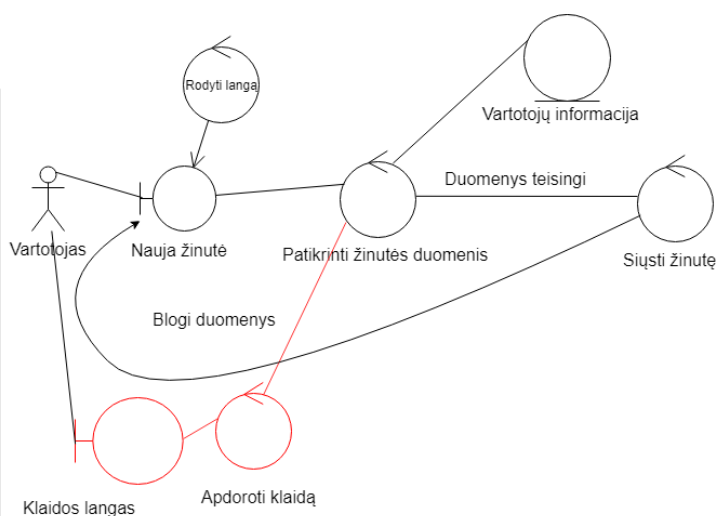 Rodyti langą
Vartotojų informacija
Duomenys teisingi
Vartotojas
Nauja žinutė
Patikrinti žinutės duomenis
Siųsti žinutę
Blogi duomenys
Klaidos langas
Apdoroti klaidą